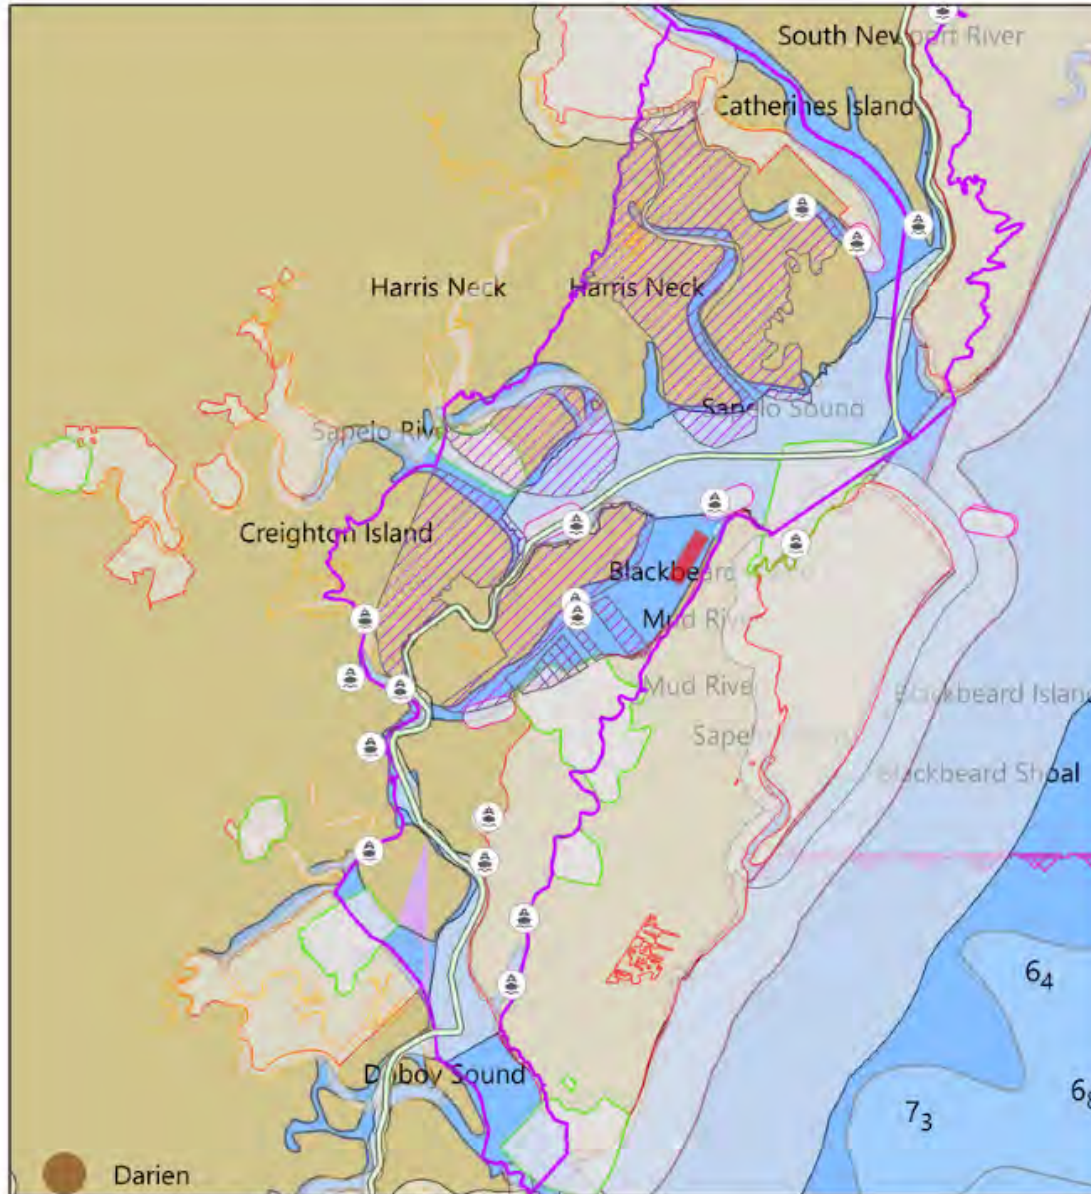 South Newport River
Catherines Island
Harris Neck
Harris Neck
Sapelo Sound
Sapelo River
Creighton Island
Blackbeard
Mud River
Mud River
Blackbeard Island
Blackbeard Shoal
6₄
7₃
Doboy Sound
Darien